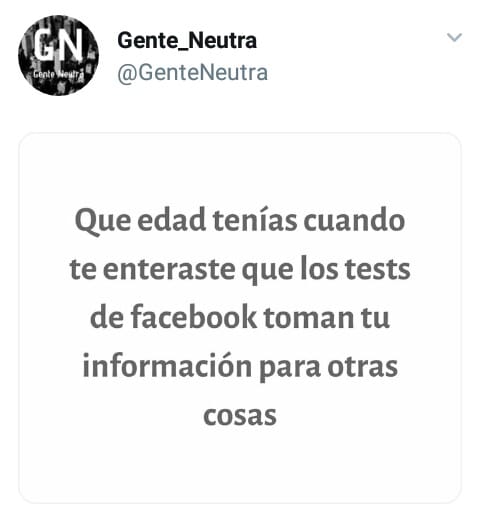 GN
Gente Neutra
Gente_Neutra
@GenteNeutra
Que edad tenías cuando
te enteraste que los tests
de facebook toman tu
información para otras
cosas